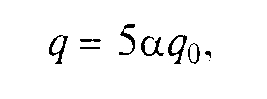 q = 5αq₀,